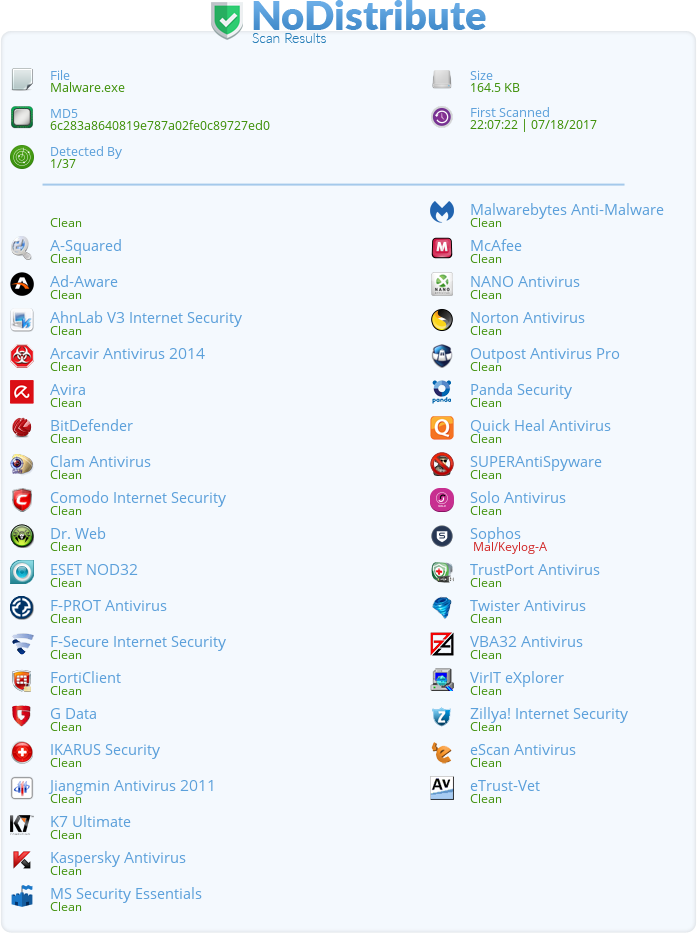 NoDistribute
Scan Results
File
Malware.exe
Size
164.5 KB
MD5
6c283a8640819e787a02fe0c89727ed0
First Scanned
22:07:22 | 07/18/2017
Detected By
1/37
Clean
A-Squared
Clean
Ad-Aware
Clean
AhnLab V3 Internet Security
Clean
Arcavir Antivirus 2014
Clean
Avira
Clean
BitDefender
Clean
Clam Antivirus
Clean
Comodo Internet Security
Clean
Dr. Web
Clean
ESET NOD32
Clean
F-PROT Antivirus
Clean
F-Secure Internet Security
Clean
FortiClient
Clean
G Data
Clean
IKARUS Security
Clean
Jiangmin Antivirus 2011
Clean
K7 Ultimate
Clean
Kaspersky Antivirus
Clean
MS Security Essentials
Clean
Malwarebytes Anti-Malware
Clean
McAfee
Clean
NANO Antivirus
Clean
Norton Antivirus
Clean
Outpost Antivirus Pro
Clean
Panda Security
Clean
Quick Heal Antivirus
Clean
SUPERAntiSpyware
Clean
Solo Antivirus
Clean
Sophos
Mal/Keylog-A
TrustPort Antivirus
Clean
Twister Antivirus
Clean
VBA32 Antivirus
Clean
VirIT eXplorer
Clean
Zillya! Internet Security
Clean
eScan Antivirus
Clean
eTrust-Vet
Clean